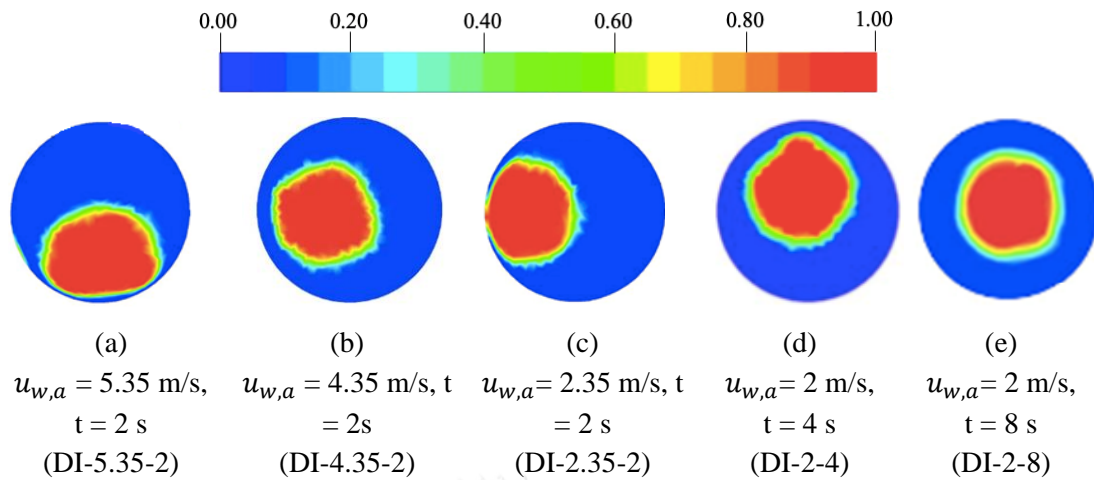 0.00 0.20 0.40 0.60 0.80 1.00
(a) (b) (c) (d) (e)
u_{w,a} = 5.35 m/s, u_{w,a} = 4.35 m/s, t u_{w,a}= 2.35 m/s, t u_{w,a} = 2 m/s, u_{w,a} = 2 m/s,
t = 2 s = 2s = 2 s t = 4 s t = 8 s
(DI-5.35-2) (DI-4.35-2) (DI-2.35-2) (DI-2-4) (DI-2-8)